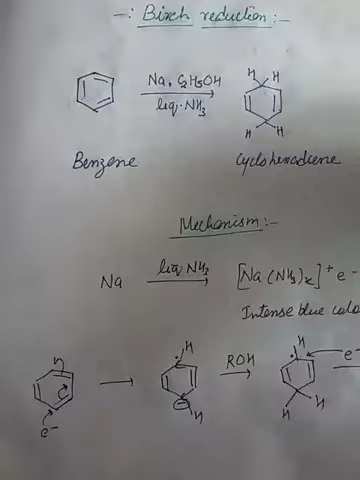 -: Birch reduction:-
H H
Na, C2H5OH
liq. NH3
H H
Benzene
Cyclohexadiene
Mechanism:-
Na liq NH3 [Na (NH3)x]+ e-
Intense blue colo
H
ROH
H
e-
e-
H
H
H